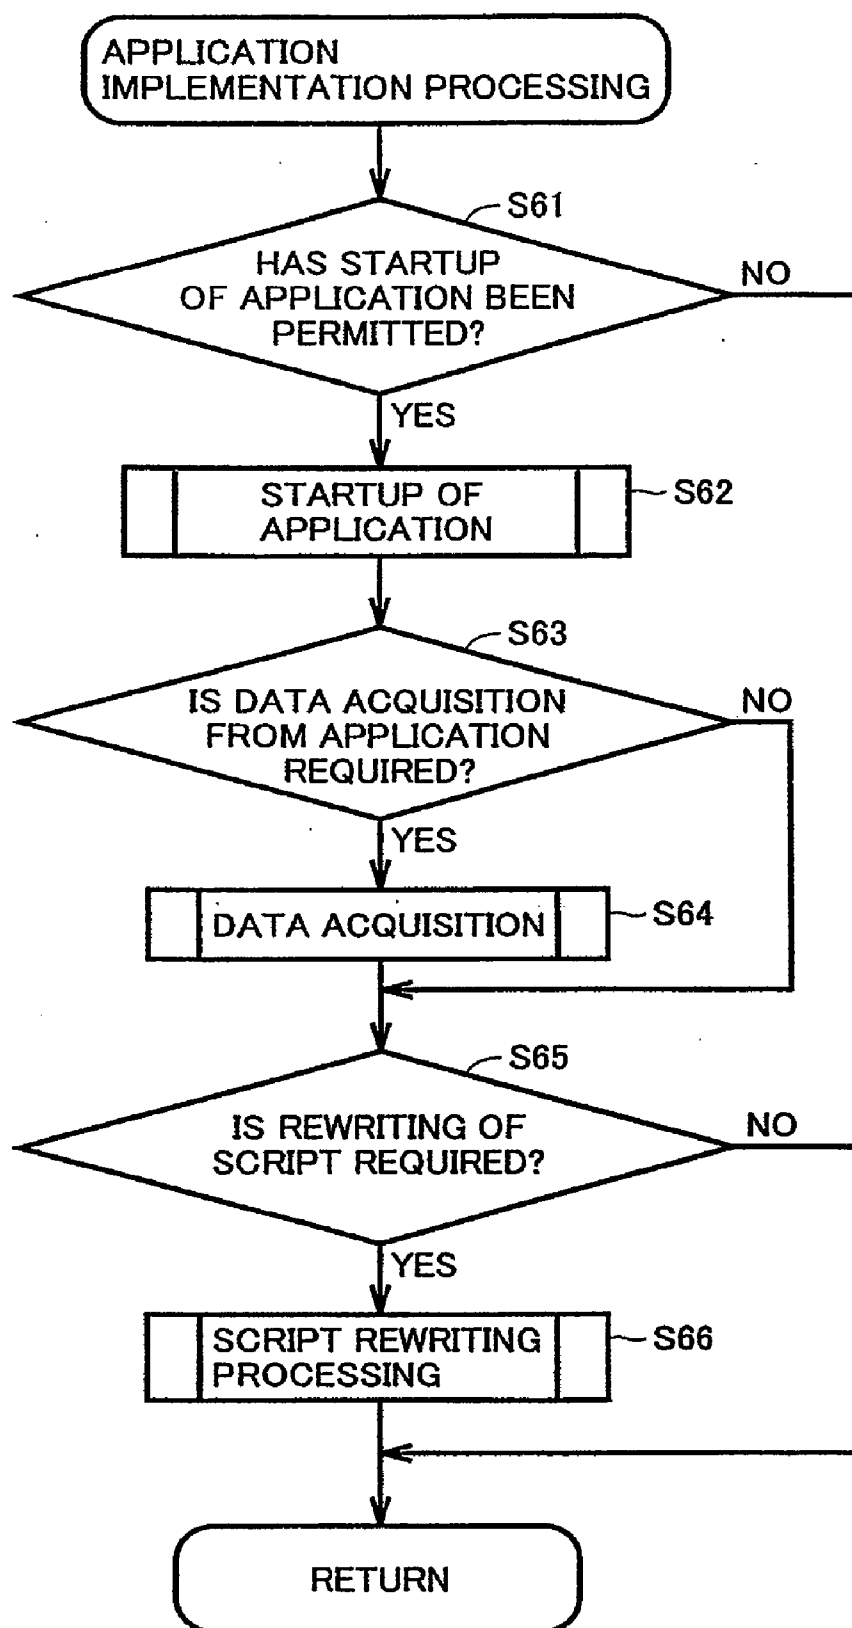 APPLICATION
IMPLEMENTATION PROCESSING
S61
HAS STARTUP
OF APPLICATION BEEN
PERMITTED?
NO
YES
STARTUP OF
APPLICATION
S62
S63
IS DATA ACQUISITION
FROM APPLICATION
REQUIRED?
NO
YES
DATA ACQUISITION
S64
S65
IS REWRITING OF
SCRIPT REQUIRED?
NO
YES
SCRIPT REWRITING
PROCESSING
S66
RETURN